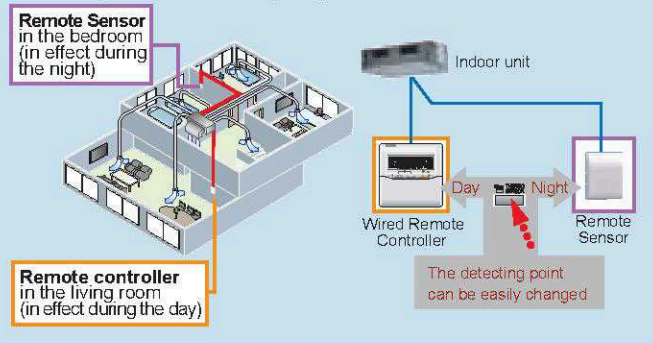 Remote Sensor
in the bedroom
(in effect during
the night)
Remote controller
in the living room
(in effect during the day)
Indoor unit
Day
Night
Wired Remote
Controller
Remote
Sensor
The detecting point
can be easily changed